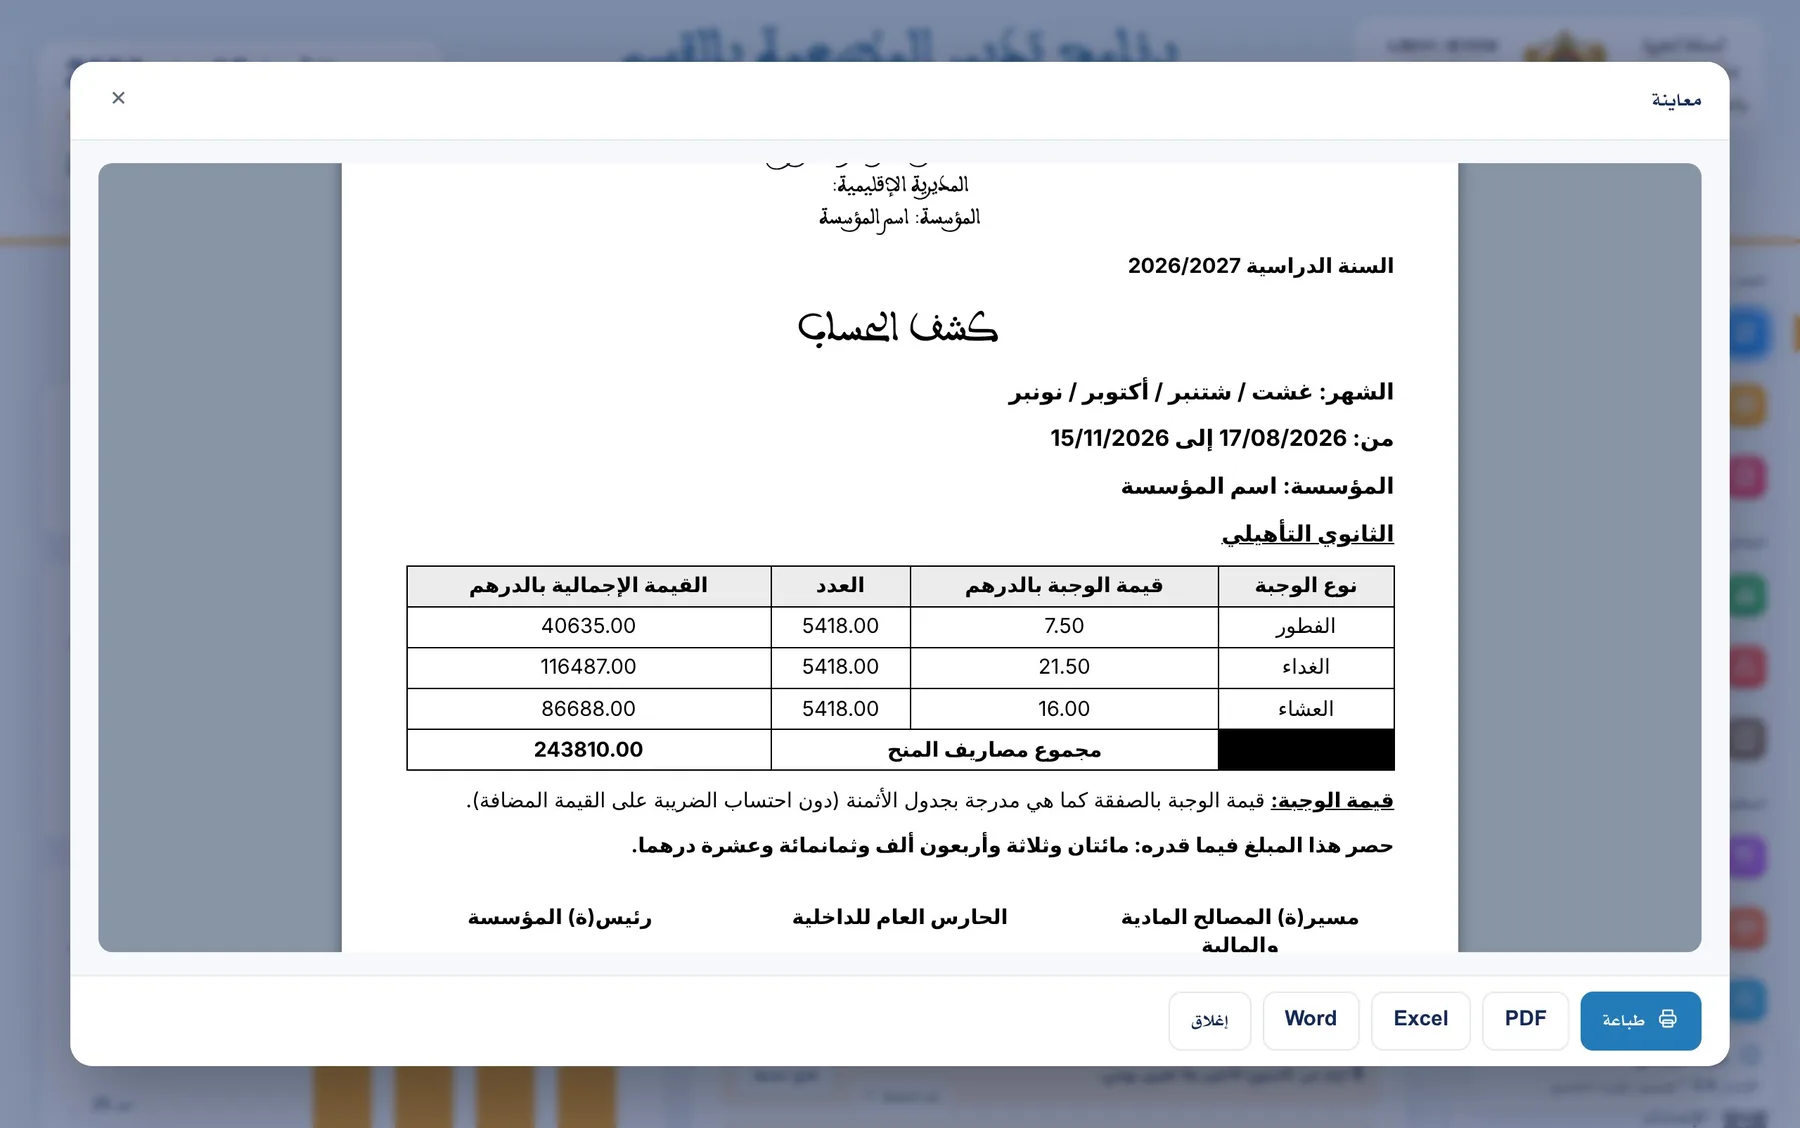 معاينة
×
المديرية الإقليمية:
المؤسسة: اسم المؤسسة
السنة الدراسية 2026/2027
كشف الحساب
الشهر: غشت / شتنبر / أكتوبر / نونبر
من: 17/08/2026 إلى 15/11/2026
المؤسسة: اسم المؤسسة
الثانوي التأهيلي
نوع الوجبة قيمة الوجبة بالدرهم العدد القيمة الإجمالية بالدرهم
الفطور 7.50 5418.00 40635.00
الغداء 21.50 5418.00 116487.00
العشاء 16.00 5418.00 86688.00
مجموع مصاريف المنح 243810.00
قيمة الوجبة: قيمة الوجبة بالصفقة كما هي مدرجة بجدول الأثمنة (دون احتساب الضريبة على القيمة المضافة).
حصر هذا المبلغ فيما قدره: مائتان وثلاثة وأربعون ألف وثمانمائة وعشرة درهما.
مسير(ة) المصالح المادية الحارس العام للداخلية رئيس(ة) المؤسسة
والمالية
طباعة PDF Excel Word إغلاق